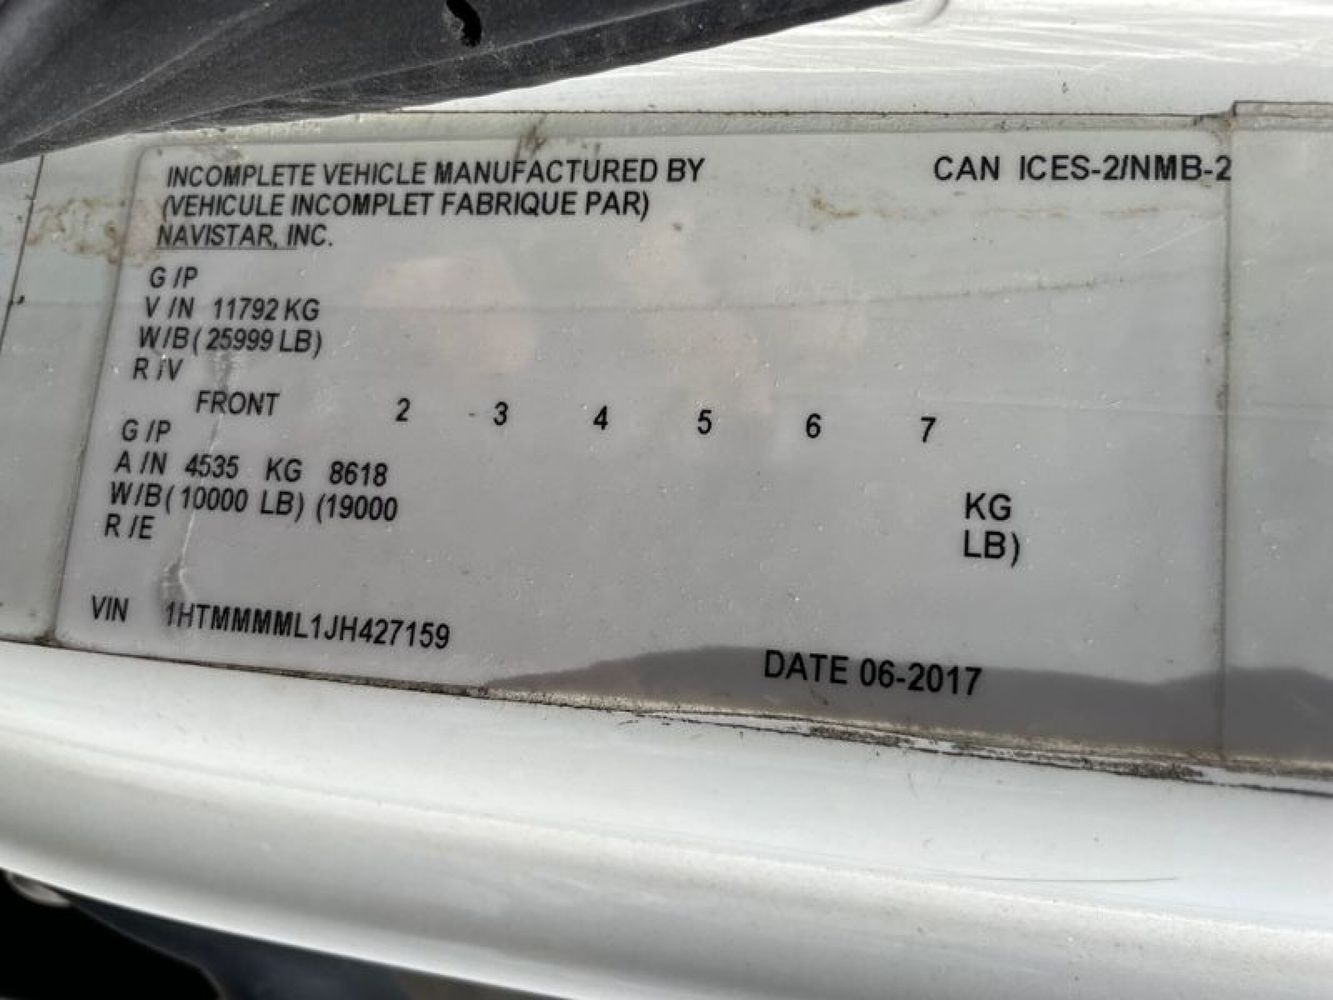 INCOMPLETE VEHICLE MANUFACTURED BY CAN ICES-2/NMB-2
(VEHICULE INCOMPLET FABRIQUE PAR)
NAVISTAR, INC.
G /P
V /N 11792 KG
W/B ( 25999 LB)
R /V
FRONT 2 - 3 4 5 6 7
G /P
A /N 4535 KG 8618 KG
W/B ( 10000 LB) (19000 LB)
R /E
VIN 1HTMMMML1JH427159
DATE 06-2017